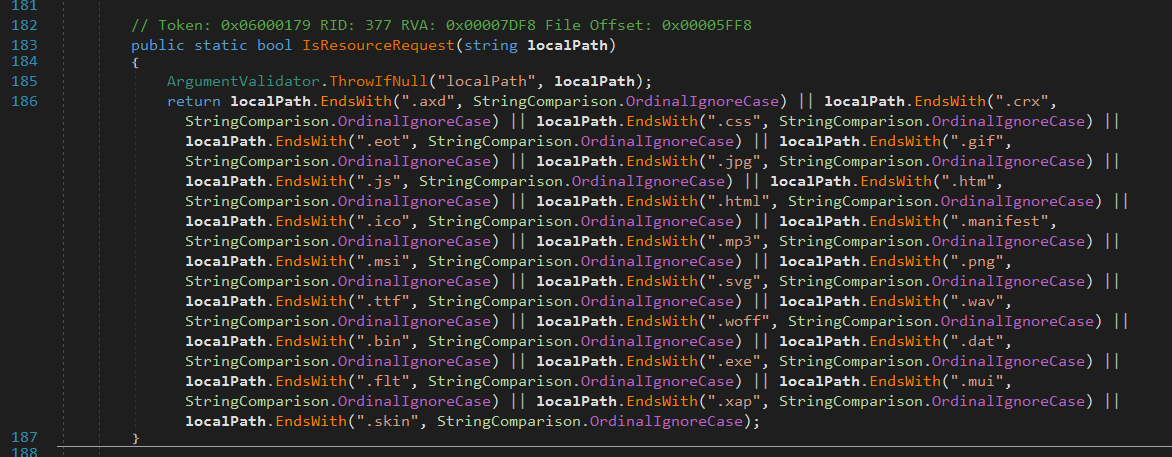 181
182 // Token: 0x06000179 RID: 377 RVA: 0x00007DF8 File Offset: 0x00005FF8
183 public static bool IsResourceRequest(string localPath)
184 {
185 ArgumentValidator.ThrowIfNull("localPath", localPath);
186 return localPath.EndsWith(".axd", StringComparison.OrdinalIgnoreCase) || localPath.EndsWith(".crx",
StringComparison.OrdinalIgnoreCase) || localPath.EndsWith(".css", StringComparison.OrdinalIgnoreCase) ||
localPath.EndsWith(".eot", StringComparison.OrdinalIgnoreCase) || localPath.EndsWith(".gif",
StringComparison.OrdinalIgnoreCase) || localPath.EndsWith(".jpg", StringComparison.OrdinalIgnoreCase) ||
localPath.EndsWith(".js", StringComparison.OrdinalIgnoreCase) || localPath.EndsWith(".htm",
StringComparison.OrdinalIgnoreCase) || localPath.EndsWith(".html", StringComparison.OrdinalIgnoreCase) ||
localPath.EndsWith(".ico", StringComparison.OrdinalIgnoreCase) || localPath.EndsWith(".manifest",
StringComparison.OrdinalIgnoreCase) || localPath.EndsWith(".mp3", StringComparison.OrdinalIgnoreCase) ||
localPath.EndsWith(".msi", StringComparison.OrdinalIgnoreCase) || localPath.EndsWith(".png",
StringComparison.OrdinalIgnoreCase) || localPath.EndsWith(".svg", StringComparison.OrdinalIgnoreCase) ||
localPath.EndsWith(".ttf", StringComparison.OrdinalIgnoreCase) || localPath.EndsWith(".wav",
StringComparison.OrdinalIgnoreCase) || localPath.EndsWith(".woff", StringComparison.OrdinalIgnoreCase) ||
localPath.EndsWith(".bin", StringComparison.OrdinalIgnoreCase) || localPath.EndsWith(".dat",
StringComparison.OrdinalIgnoreCase) || localPath.EndsWith(".exe", StringComparison.OrdinalIgnoreCase) ||
localPath.EndsWith(".flt", StringComparison.OrdinalIgnoreCase) || localPath.EndsWith(".mui",
StringComparison.OrdinalIgnoreCase) || localPath.EndsWith(".xap", StringComparison.OrdinalIgnoreCase) ||
localPath.EndsWith(".skin", StringComparison.OrdinalIgnoreCase);
187 }
188